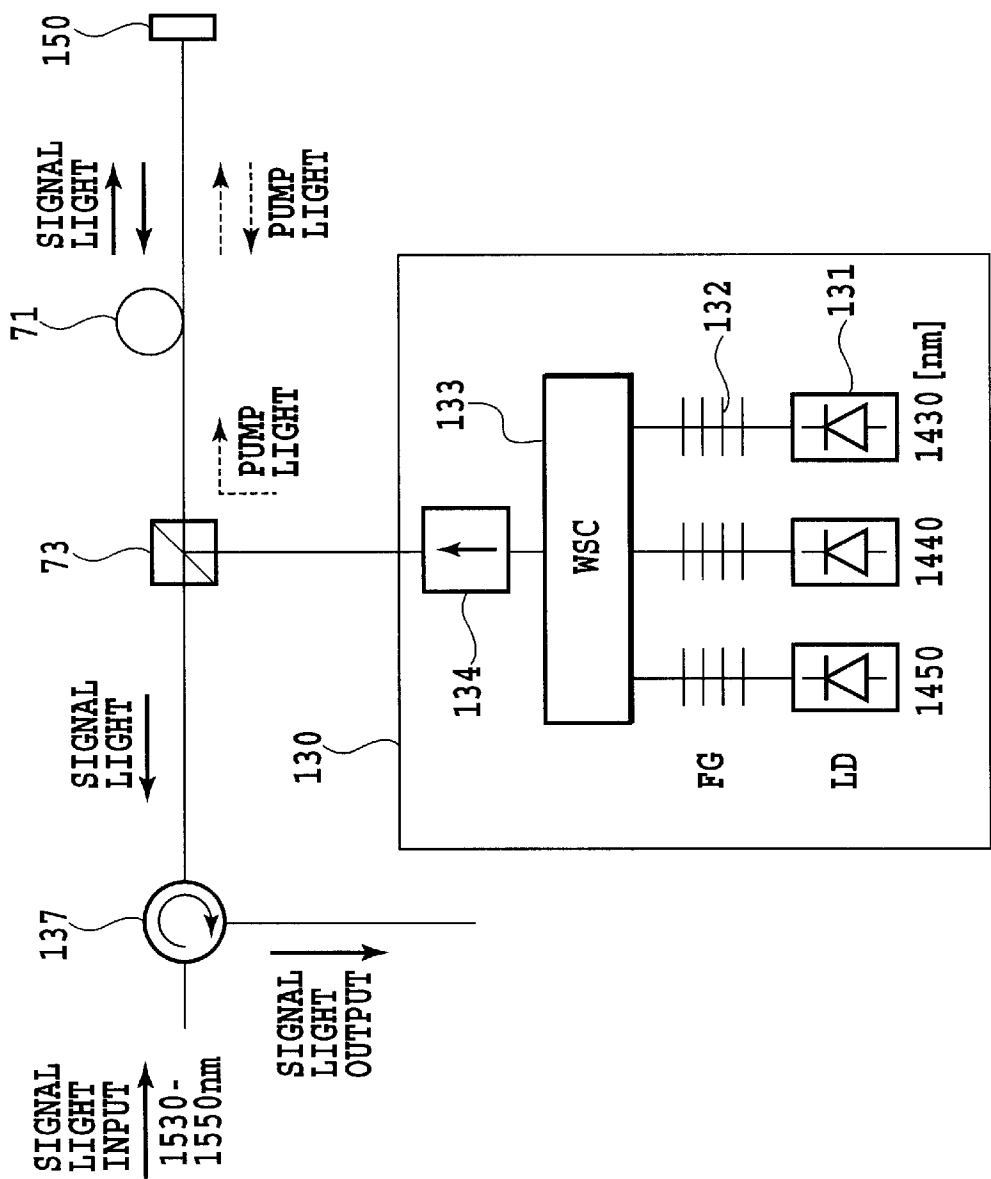 150
SIGNAL
LIGHT
PUMP
LIGHT
71
PUMP
LIGHT
73
SIGNAL
LIGHT
137
SIGNAL
LIGHT
INPUT
1530-
1550nm
SIGNAL
LIGHT
OUTPUT
130
134
133
WSC
132
FG
131
LD
1450
1440
1430 [nm]